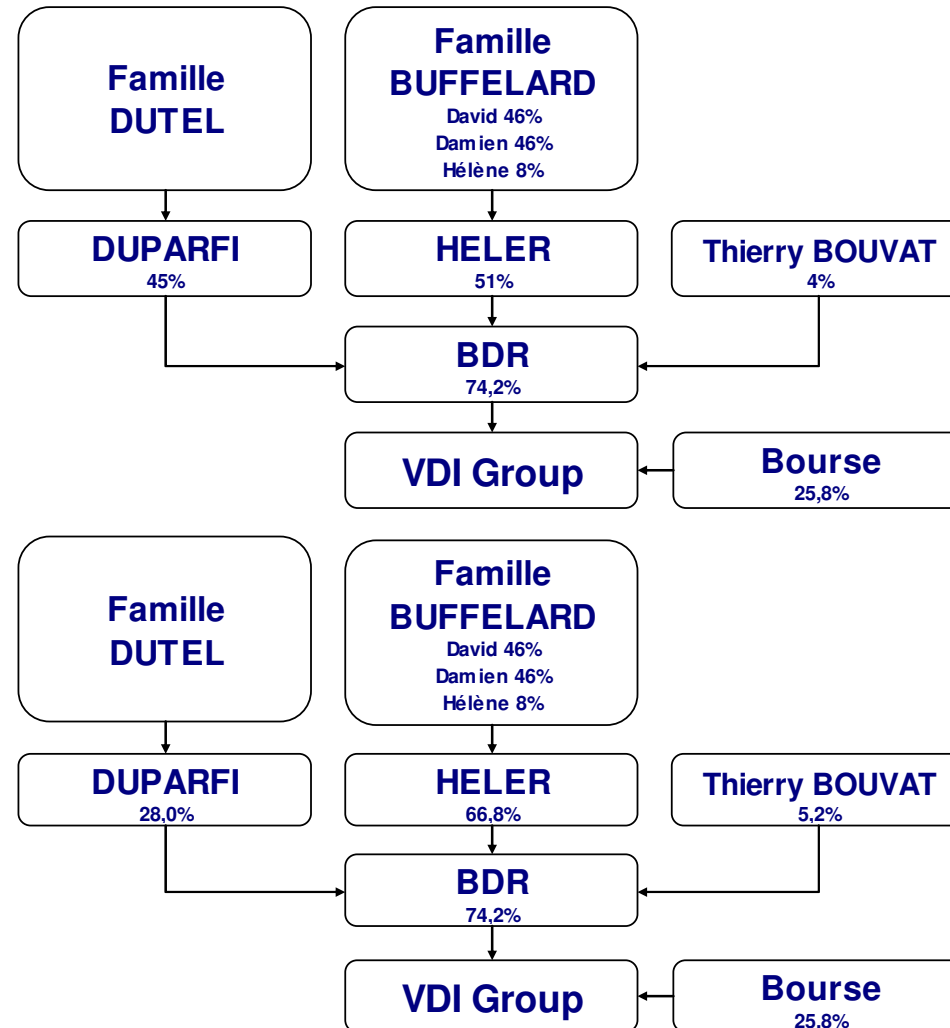 Famille
DUTEL
Famille
BUFFELARD
David 46%
Damien 46%
Hélène 8%
DUPARFI
45%
HELER
51%
Thierry BOUVAT
4%
BDR
74,2%
VDI Group
Bourse
25,8%
Famille
DUTEL
Famille
BUFFELARD
David 46%
Damien 46%
Hélène 8%
DUPARFI
28,0%
HELER
66,8%
Thierry BOUVAT
5,2%
BDR
74,2%
VDI Group
Bourse
25,8%